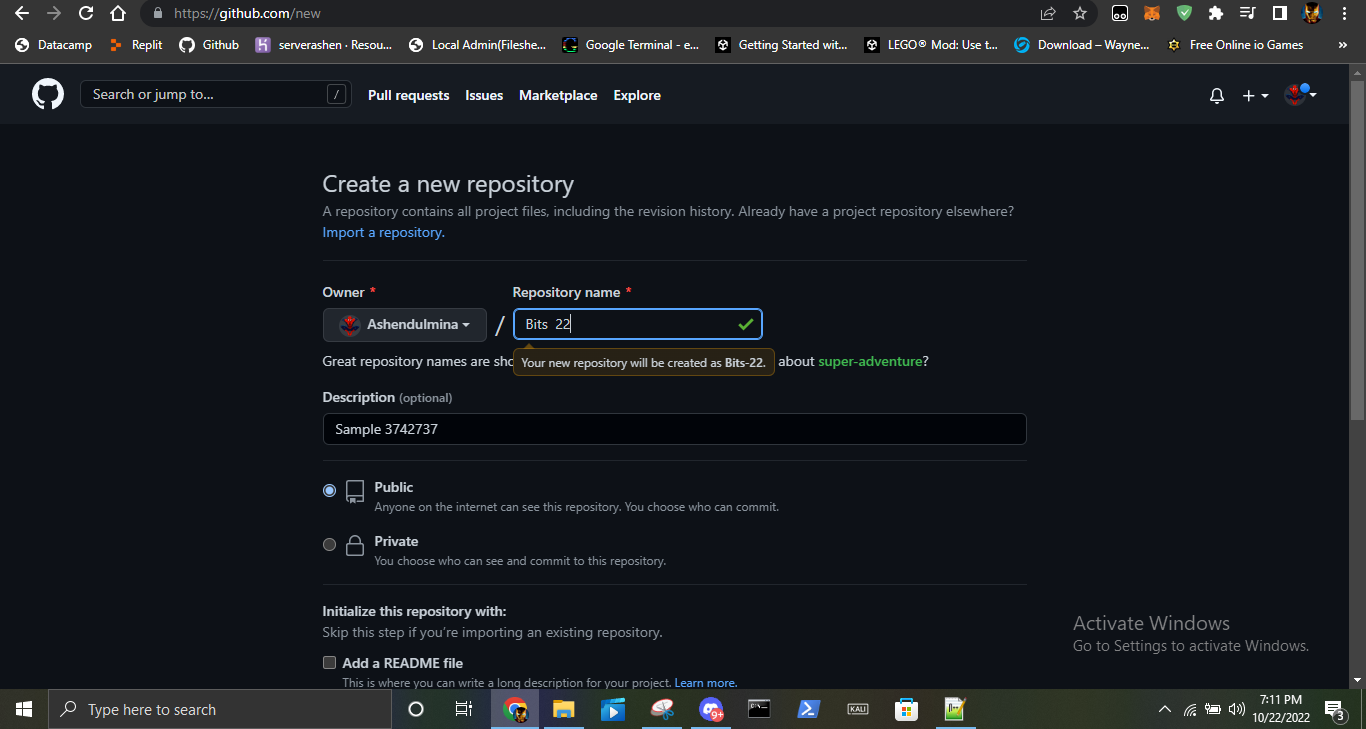 https://github.com/new
Datacamp Replit Github serverashen · Resou... Local Admin(Fileshe... Google Terminal - e... Getting Started wit... LEGO® Mod: Use t... Download – Wayne... Free Online io Games »
Search or jump to... / Pull requests Issues Marketplace Explore
Create a new repository
A repository contains all project files, including the revision history. Already have a project repository elsewhere?
Import a repository.
Owner * Repository name *
Ashendulmina / Bits  22
Great repository names are sho Your new repository will be created as Bits-22. about super-adventure?
Description (optional)
Sample 3742737
Public
Anyone on the internet can see this repository. You choose who can commit.
Private
You choose who can see and commit to this repository.
Initialize this repository with:
Skip this step if you're importing an existing repository.
Activate Windows
Go to Settings to activate Windows.
Add a README file
This is where you can write a long description for your project. Learn more.
Type here to search
9+
KALI
7:11 PM
10/22/2022
3